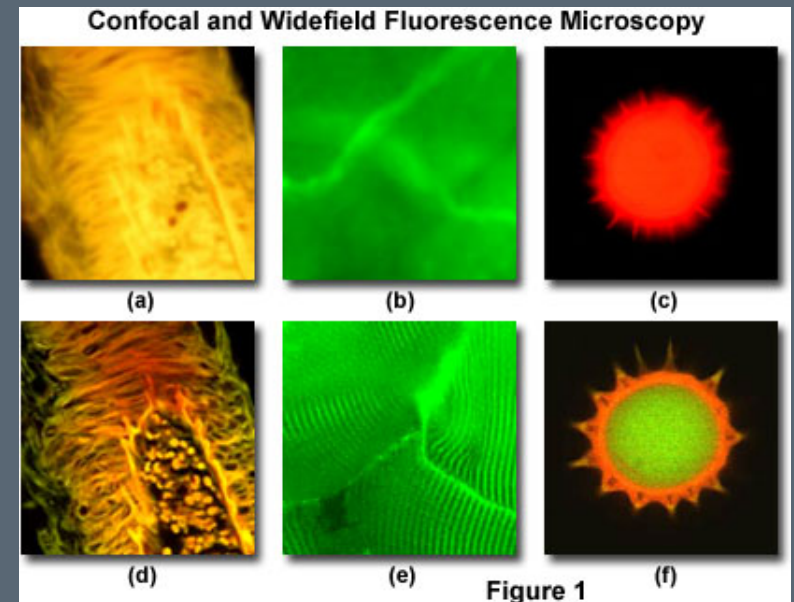 Confocal and Widefield Fluorescence Microscopy
(a) (b) (c)
(d) (e) (f)
Figure 1